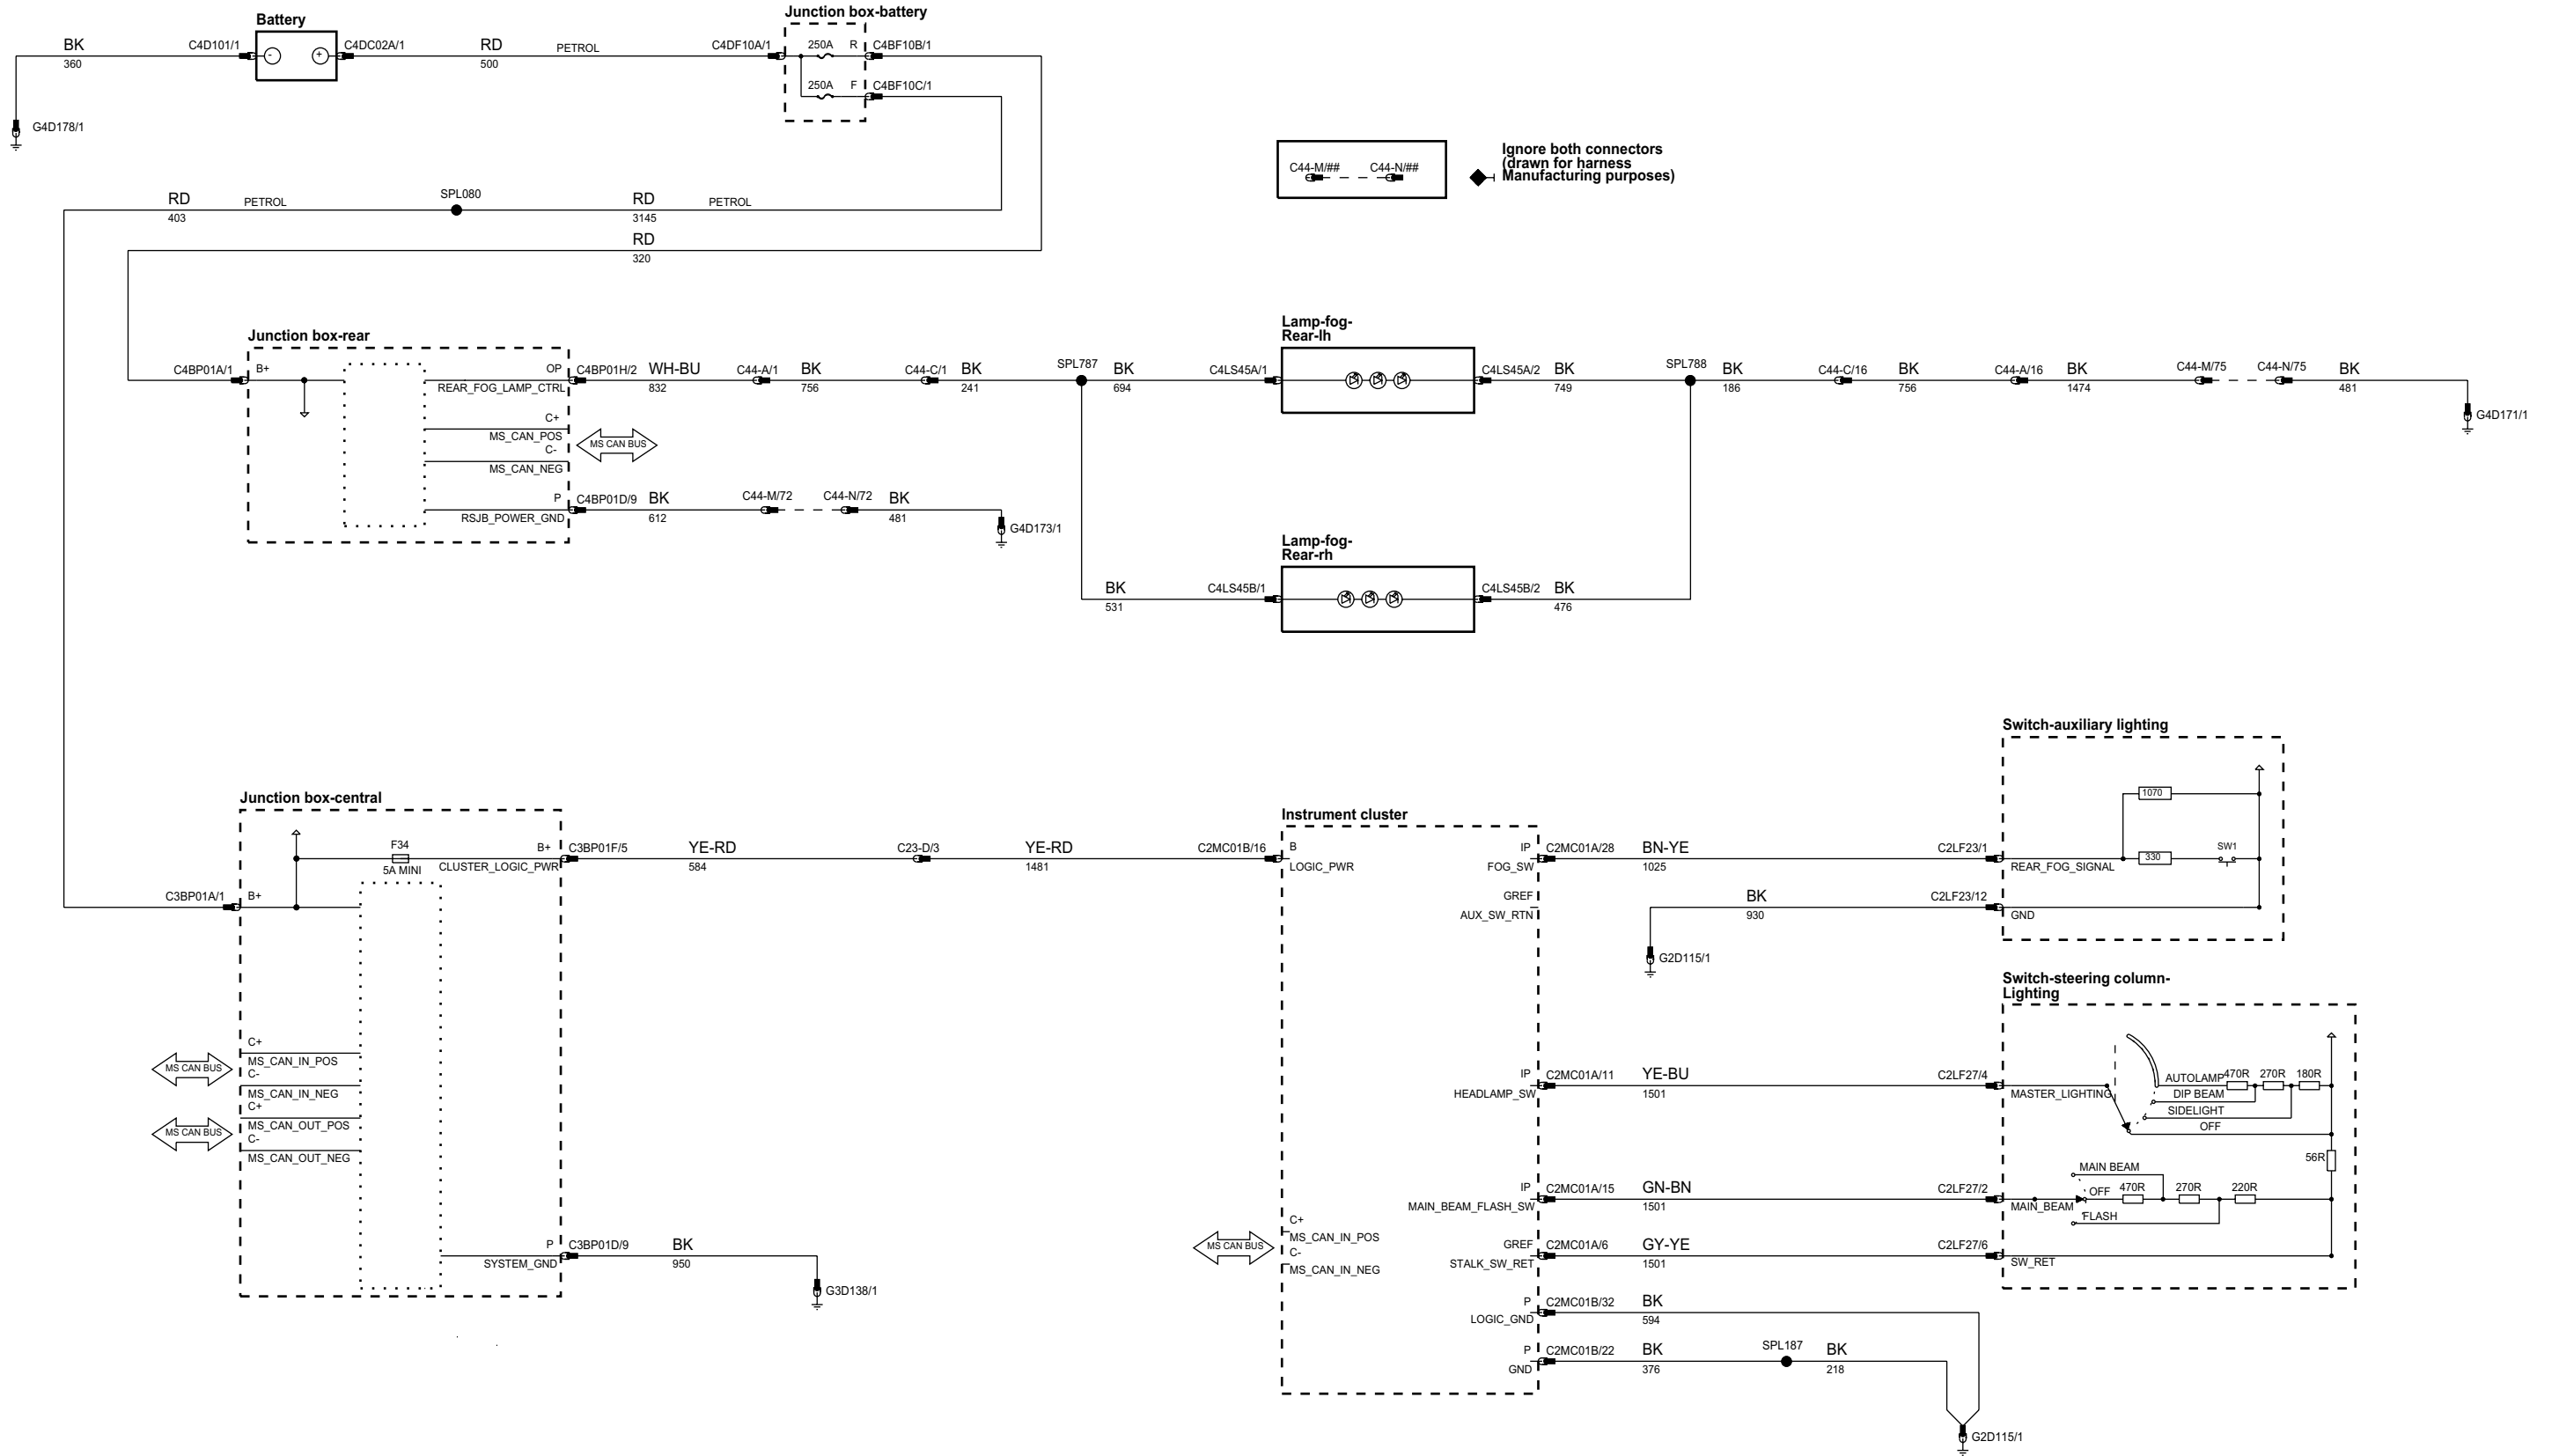 Battery
Junction box-battery
BK
360
C4D101/1
-
+
C4DC02A/1
RD
500
PETROL
C4DF10A/1
250A
R
C4BF10B/1
250A
F
C4BF10C/1
G4D178/1
C44-M/##
C44-N/##
Ignore both connectors
(drawn for harness
Manufacturing purposes)
RD
403
PETROL
SPL080
RD
3145
PETROL
RD
320
Junction box-rear
C4BP01A/1
B+
OP
REAR_FOG_LAMP_CTRL
C4BP01H/2
WH-BU
832
C44-A/1
BK
756
C44-C/1
BK
241
SPL787
BK
694
C4LS45A/1
Lamp-fog-
Rear-lh
C4LS45A/2
BK
749
SPL788
BK
186
C44-C/16
BK
756
C44-A/16
BK
1474
C44-M/75
C44-N/75
BK
481
G4D171/1
C+
MS_CAN_POS
C-
MS_CAN_NEG
MS CAN BUS
P
RSJB_POWER_GND
C4BP01D/9
BK
612
C44-M/72
C44-N/72
BK
481
G4D173/1
Lamp-fog-
Rear-rh
BK
531
C4LS45B/1
C4LS45B/2
BK
476
Switch-auxiliary lighting
1070
330
SW1
Junction box-central
F34
5A MINI
B+
CLUSTER_LOGIC_PWR
C3BP01F/5
YE-RD
584
C23-D/3
YE-RD
1481
C2MC01B/16
Instrument cluster
B
LOGIC_PWR
IP
FOG_SW
C2MC01A/28
BN-YE
1025
C2LF23/1
REAR_FOG_SIGNAL
C3BP01A/1
B+
GREF
AUX_SW_RTN
BK
930
C2LF23/12
GND
G2D115/1
Switch-steering column-
Lighting
C+
MS_CAN_IN_POS
C-
MS_CAN_IN_NEG
MS CAN BUS
C+
MS_CAN_OUT_POS
C-
MS_CAN_OUT_NEG
MS CAN BUS
IP
HEADLAMP_SW
C2MC01A/11
YE-BU
1501
C2LF27/4
MASTER_LIGHTING
AUTOLAMP
470R
270R
180R
DIP BEAM
SIDELIGHT
OFF
56R
MAIN BEAM
IP
MAIN_BEAM_FLASH_SW
C2MC01A/15
GN-BN
1501
C2LF27/2
MAIN_BEAM
OFF
470R
270R
220R
FLASH
P
SYSTEM_GND
C3BP01D/9
BK
950
G3D138/1
MS CAN BUS
C+
MS_CAN_IN_POS
C-
MS_CAN_IN_NEG
GREF
STALK_SW_RET
C2MC01A/6
GY-YE
1501
C2LF27/6
SW_RET
P
LOGIC_GND
C2MC01B/32
BK
594
P
GND
C2MC01B/22
BK
376
SPL187
BK
218
G2D115/1